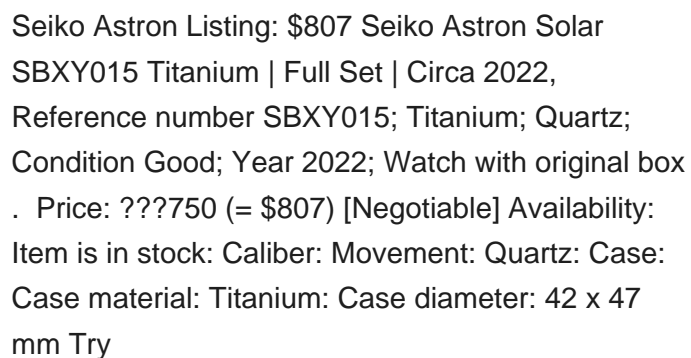 Seiko Astron Listing: $807 Seiko Astron Solar
SBXY015 Titanium | Full Set | Circa 2022,
Reference number SBXY015; Titanium; Quartz;
Condition Good; Year 2022; Watch with original box
.  Price: ???750 (= $807) [Negotiable] Availability:
Item is in stock: Caliber: Movement: Quartz: Case:
Case material: Titanium: Case diameter: 42 x 47
mm Try